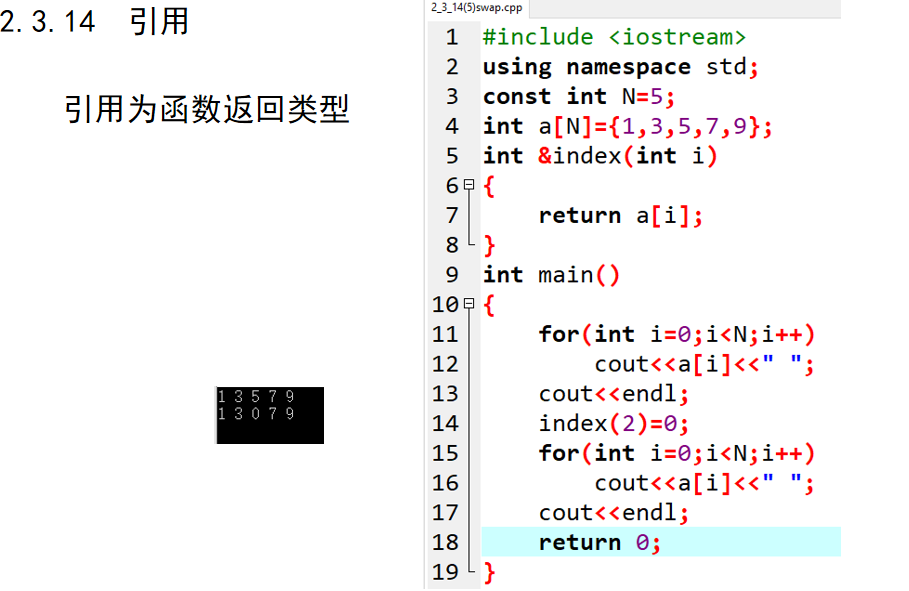 2.3.14 引用
引用为函数返回类型
1 3 5 7 9
1 3 0 7 9
2_3_14(5)swap.cpp
1 #include <iostream>
2 using namespace std;
3 const int N=5;
4 int a[N]={1,3,5,7,9};
5 int &index(int i)
6 {
7     return a[i];
8 }
9 int main()
10 {
11     for(int i=0;i<N;i++)
12         cout<<a[i]<<" ";
13     cout<<endl;
14     index(2)=0;
15     for(int i=0;i<N;i++)
16         cout<<a[i]<<" ";
17     cout<<endl;
18     return 0;
19 }